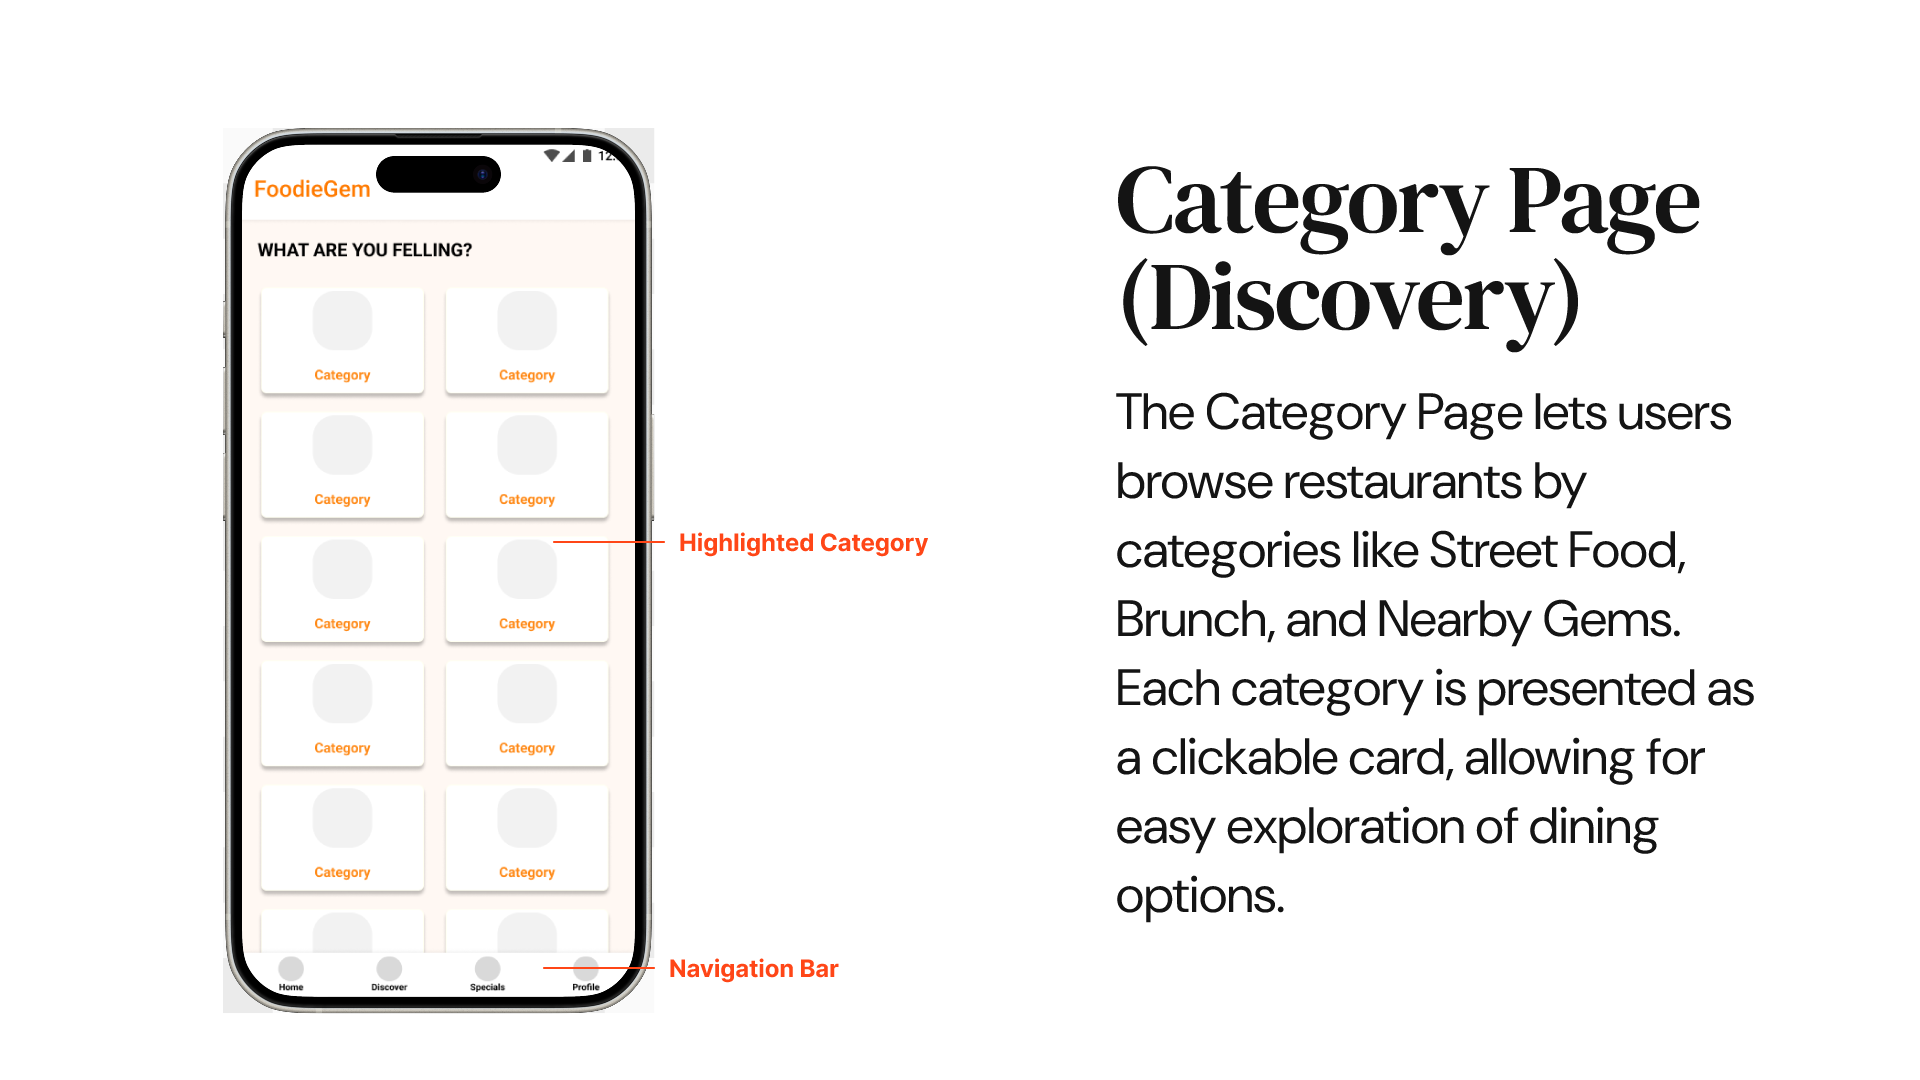 12:
FoodieGem
WHAT ARE YOU FELLING?
Category
Category
Category
Category
Category
Category
Category
Category
Category
Category
Home
Discover
Specials
Profile
Highlighted Category
Navigation Bar
Category Page
(Discovery)
The Category Page lets users
browse restaurants by
categories like Street Food,
Brunch, and Nearby Gems.
Each category is presented as
a clickable card, allowing for
easy exploration of dining
options.